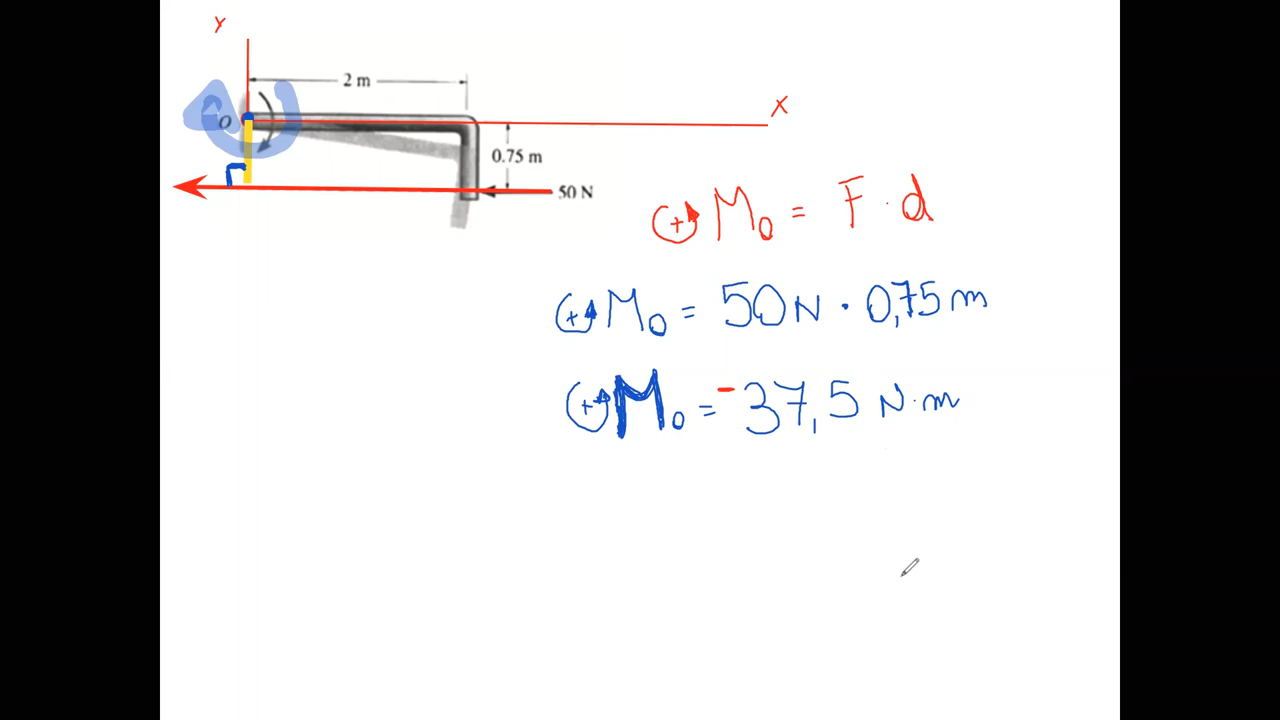 Y
2 m
X
O
0.75 m
50 N
+ M₀ = F · d
+ M₀ = 50 N · 0,75 m
+ M₀ = -37,5 N·m